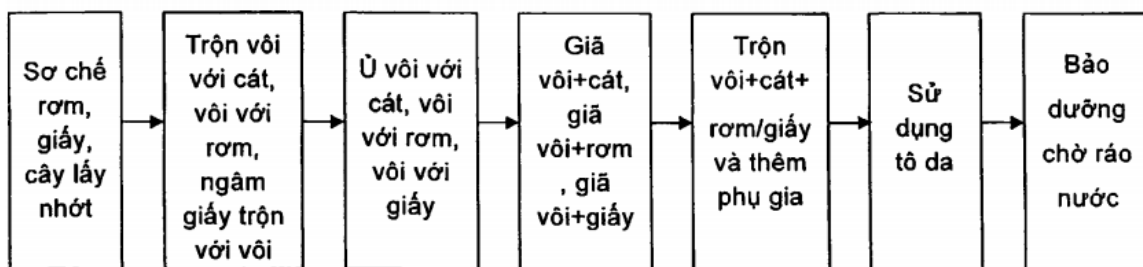 Sơ chế
rơm,
giấy,
cây lấy
nhớt
Trộn vôi
với cát,
vôi với
rơm,
ngâm
giấy trộn
với vôi
Ủ vôi với
cát, vôi
với rơm,
vôi với
giấy
Giã
vôi+cát,
giã
vôi+rơm
, giã
vôi+giấy
Trộn
vôi+cát+
rơm/giấy
và thêm
phụ gia
Sử
dụng
tô da
Bảo
dưỡng
chờ ráo
nước